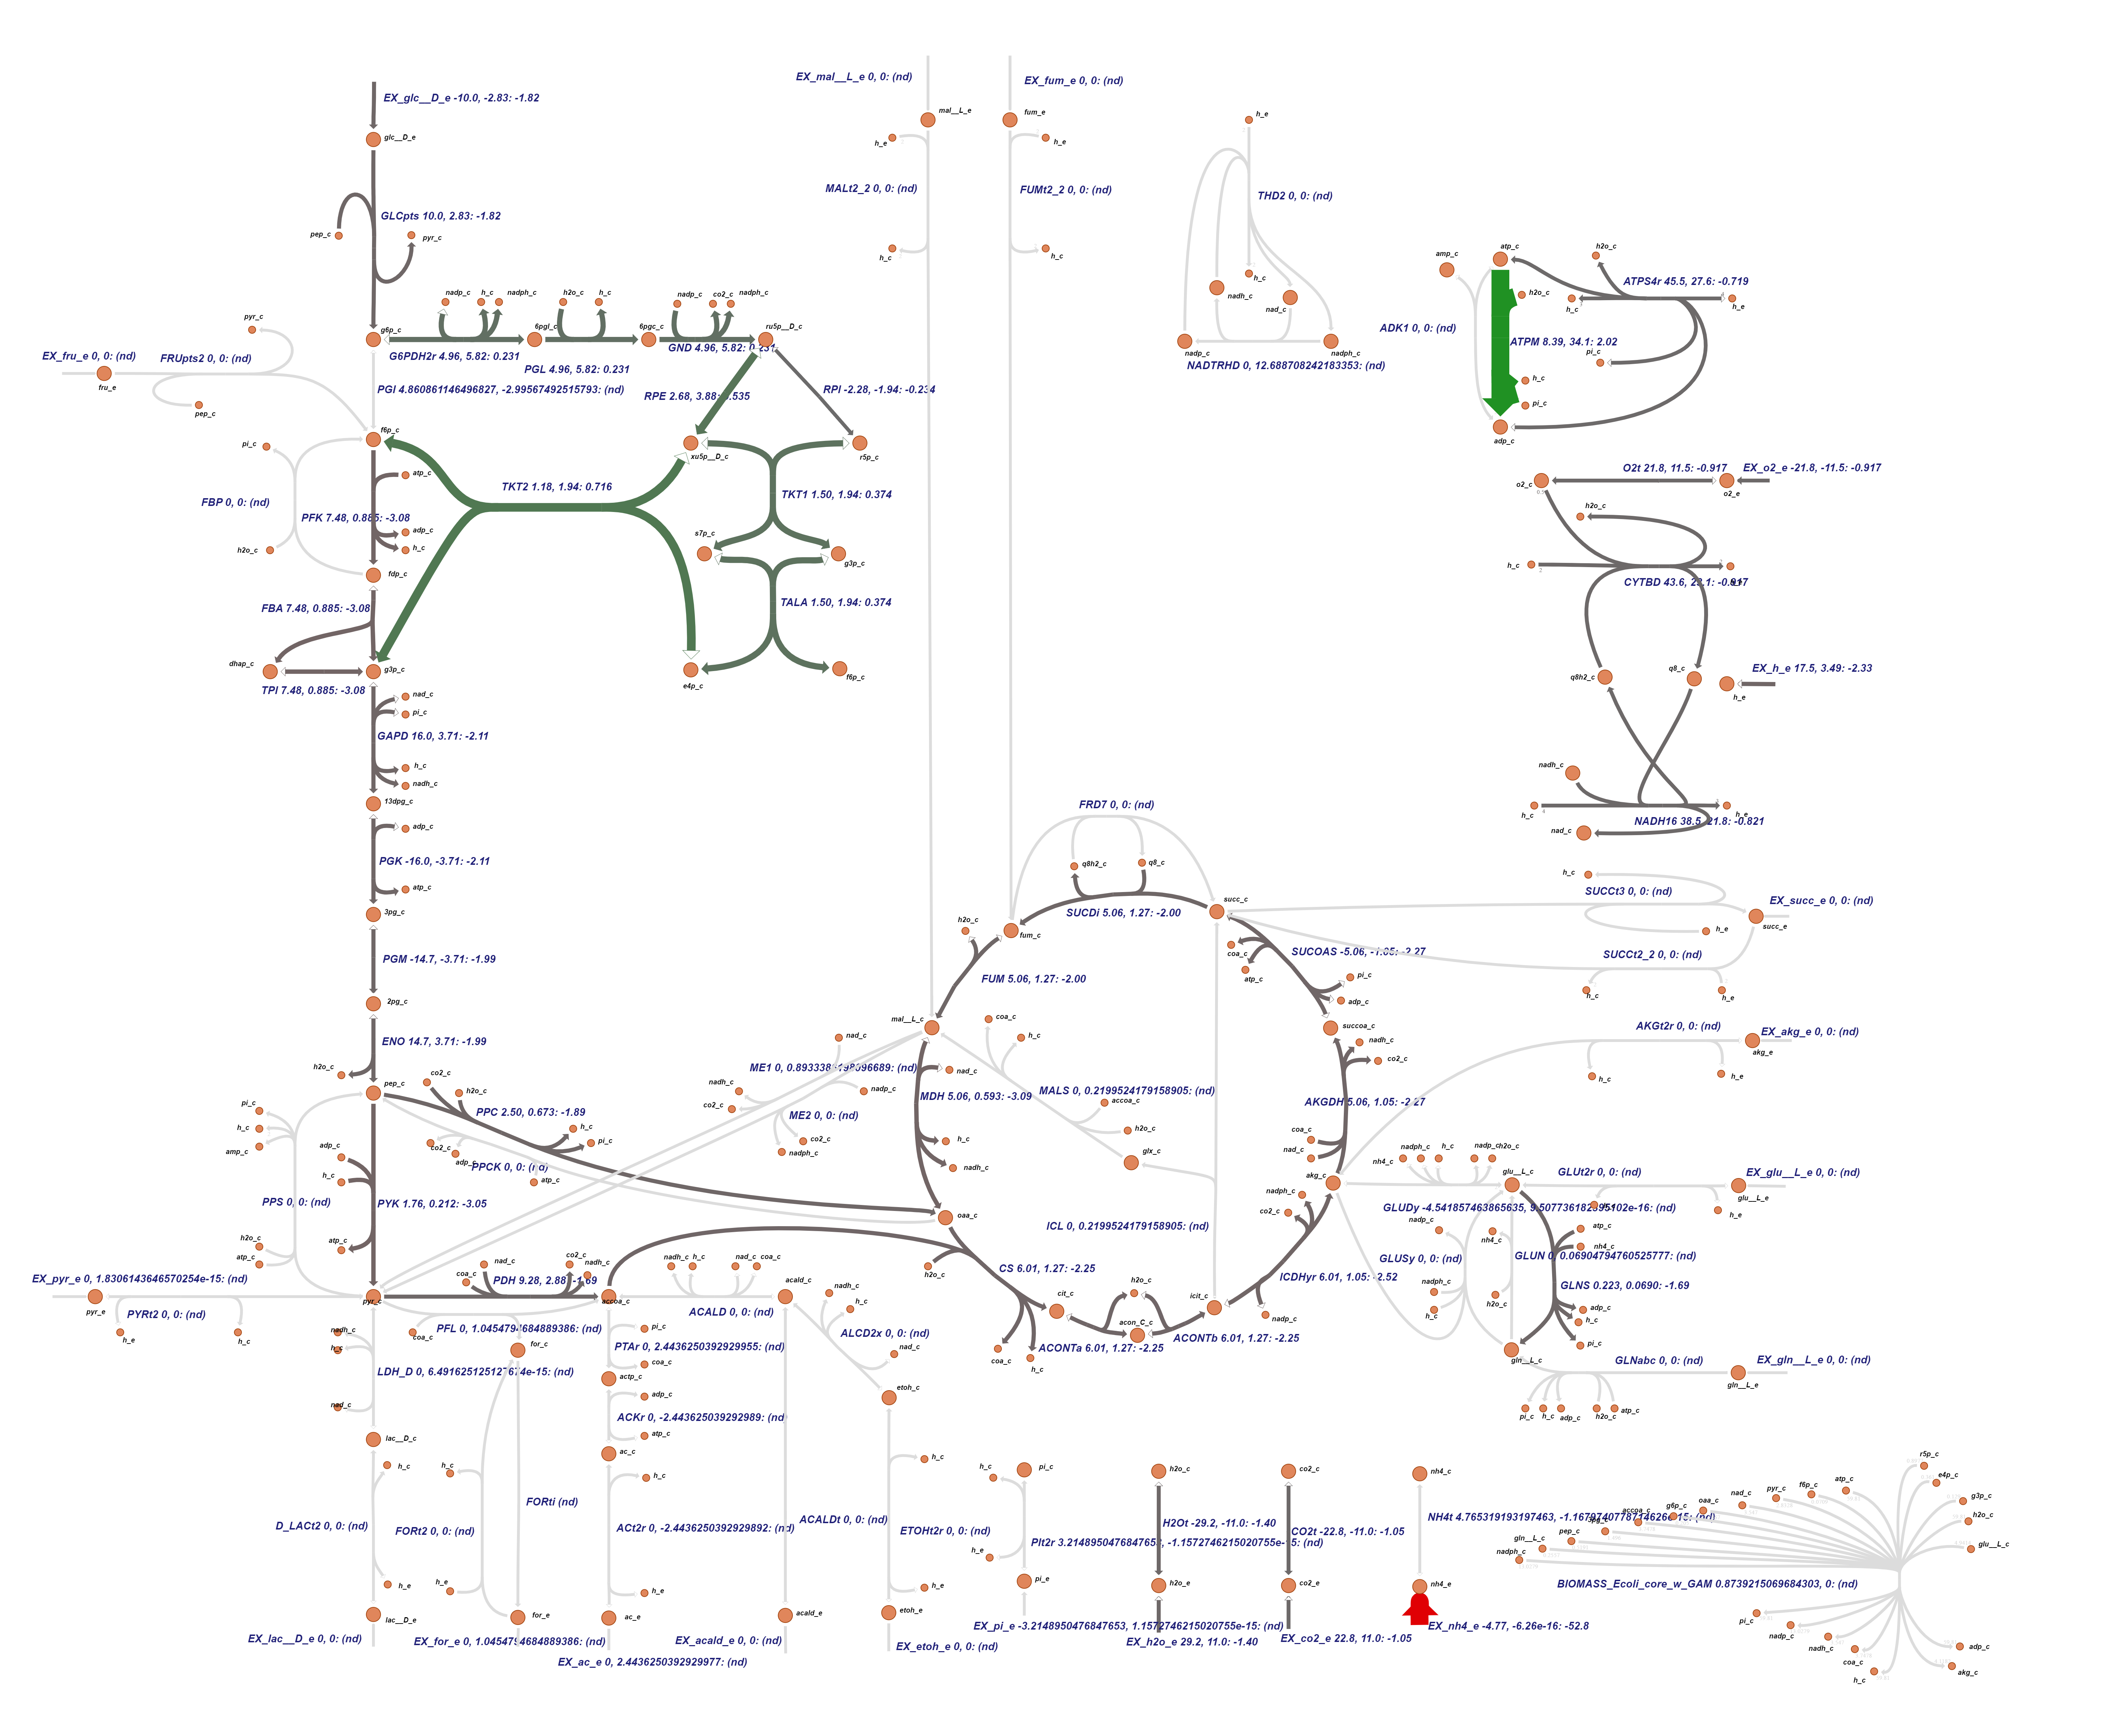 EX_glc__D_e -10.0, -2.83: -1.82
glc__D_e
GLCpts 10.0, 2.83: -1.82
pep_c
pyr_c
EX_mal__L_e 0, 0: (nd)
mal__L_e
h_e
MALt2_2 0, 0: (nd)
h_c
EX_fum_e 0, 0: (nd)
fum_e
h_e
FUMt2_2 0, 0: (nd)
h_c
h_e
THD2 0, 0: (nd)
h_c
nadh_c
nad_c
nadp_c
nadph_c
NADTRHD 0, 12.688708242183353: (nd)
amp_c
atp_c
h2o_c
ATPS4r 45.5, 27.6: -0.719
h2o_c
h_c
h_e
ADK1 0, 0: (nd)
ATPM 8.39, 34.1: 2.02
pi_c
h_c
pi_c
adp_c
nadp_c
h_c
nadph_c
h2o_c
h_c
nadp_c
co2_c
nadph_c
g6p_c
6pgl_c
6pgc_c
ru5p__D_c
G6PDH2r 4.96, 5.82: 0.231
PGL 4.96, 5.82: 0.231
GND 4.96, 5.82: 0.231
PGI 4.860861146496827, -2.99567492515793: (nd)
RPE 2.68, 3.88: 0.535
RPI -2.28, -1.94: -0.234
pyr_c
EX_fru_e 0, 0: (nd)
FRUpts2 0, 0: (nd)
fru_e
pep_c
f6p_c
pi_c
atp_c
FBP 0, 0: (nd)
PFK 7.48, 0.885: -3.08
adp_c
h_c
h2o_c
fdp_c
xu5p__D_c
r5p_c
TKT2 1.18, 1.94: 0.716
TKT1 1.50, 1.94: 0.374
s7p_c
g3p_c
TALA 1.50, 1.94: 0.374
e4p_c
f6p_c
FBA 7.48, 0.885: -3.08
dhap_c
g3p_c
TPI 7.48, 0.885: -3.08
nad_c
pi_c
GAPD 16.0, 3.71: -2.11
h_c
nadh_c
13dpg_c
adp_c
PGK -16.0, -3.71: -2.11
atp_c
3pg_c
PGM -14.7, -3.71: -1.99
2pg_c
ENO 14.7, 3.71: -1.99
h2o_c
pep_c
O2t 21.8, 11.5: -0.917
EX_o2_e -21.8, -11.5: -0.917
o2_c
o2_e
h2o_c
h_c
CYTBD 43.6, 23.1: -0.917
q8h2_c
q8_c
EX_h_e 17.5, 3.49: -2.33
h_e
nadh_c
h_c
h_e
NADH16 38.5, 21.8: -0.821
nad_c
FRD7 0, 0: (nd)
q8h2_c
q8_c
SUCDi 5.06, 1.27: -2.00
succ_c
fum_c
h2o_c
FUM 5.06, 1.27: -2.00
mal__L_c
coa_c
atp_c
SUCOAS -5.06, -1.05: -2.27
pi_c
adp_c
succoa_c
h_c
SUCCt3 0, 0: (nd)
EX_succ_e 0, 0: (nd)
succ_e
h_e
SUCCt2_2 0, 0: (nd)
h_c
h_e
AKGt2r 0, 0: (nd)
EX_akg_e 0, 0: (nd)
akg_e
h_c
h_e
nadh_c
co2_c
AKGDH 5.06, 1.05: -2.27
coa_c
nad_c
akg_c
coa_c
h_c
MALS 0, 0.2199524179158905: (nd)
accoa_c
h2o_c
glx_c
ICL 0, 0.2199524179158905: (nd)
nad_c
nadh_c
co2_c
nadp_c
ME2 0, 0: (nd)
co2_c
nadph_c
nad_c
MDH 5.06, 0.593: -3.09
h_c
nadh_c
oaa_c
co2_c
h2o_c
PPC 2.50, 0.673: -1.89
h_c
pi_c
co2_c
adp_c
PPCK 0, 0: (nd)
atp_c
pi_c
h_c
amp_c
PPS 0, 0: (nd)
h2o_c
atp_c
adp_c
h_c
PYK 1.76, 0.212: -3.05
atp_c
EX_pyr_e 0, 1.8306143646570254e-15: (nd)
pyr_e
PYRt2 0, 0: (nd)
h_e
h_c
pyr_c
coa_c
nad_c
co2_c
nadh_c
PDH 9.28, 2.88: -1.69
accoa_c
nadh_c
h_c
nad_c
coa_c
acald_c
ACALD 0, 0: (nd)
nadh_c
h_c
ALCD2x 0, 0: (nd)
nad_c
etoh_c
h2o_c
CS 6.01, 1.27: -2.25
coa_c
h_c
cit_c
h2o_c
acon_C_c
ACONTa 6.01, 1.27: -2.25
ACONTb 6.01, 1.27: -2.25
icit_c
ICDHyr 6.01, 1.05: -2.52
nadp_c
nadph_c
co2_c
nh4_c
nadph_c
h_c
nadp_c
h2o_c
glu__L_c
GLUt2r 0, 0: (nd)
EX_glu__L_e 0, 0: (nd)
glu__L_e
h_e
nadp_c
GLUSy 0, 0: (nd)
nadph_c
h_c
nh4_c
h2o_c
atp_c
nh4_c
GLUN 0, 0.06904794760525777: (nd)
GLNS 0.223, 0.0690: -1.69
adp_c
h_c
pi_c
gln__L_c
GLNabc 0, 0: (nd)
EX_gln__L_e 0, 0: (nd)
gln__L_e
pi_c
h_c
adp_c
h2o_c
atp_c
nadh_c
h_c
nad_c
coa_c
PFL 0, 1.0454794684889386: (nd)
for_c
lac__D_c
h_c
D_LACt2 0, 0: (nd)
h_e
lac__D_e
EX_lac__D_e 0, 0: (nd)
h_c
FORt2 0, 0: (nd)
h_e
FORti (nd)
for_e
EX_for_e 0, 1.0454794684889386: (nd)
pi_c
PTAr 0, 2.4436250392929955: (nd)
coa_c
actp_c
adp_c
ACKr 0, -2.443625039292989: (nd)
atp_c
ac_c
h_c
ACt2r 0, -2.4436250392929892: (nd)
h_e
ac_e
EX_ac_e 0, 2.4436250392929977: (nd)
ACALDt 0, 0: (nd)
acald_e
EX_acald_e 0, 0: (nd)
h_c
ETOHt2r 0, 0: (nd)
h_e
etoh_e
EX_etoh_e 0, 0: (nd)
h_c
pi_c
h_e
pi_e
EX_pi_e -3.2148950476847653, 1.1572746215020755e-15: (nd)
h2o_c
H2Ot -29.2, -11.0: -1.40
h2o_e
EX_h2o_e 29.2, 11.0: -1.40
co2_c
CO2t -22.8, -11.0: -1.05
co2_e
EX_co2_e 22.8, 11.0: -1.05
nh4_c
nh4_e
EX_nh4_e -4.77, -6.26e-16: -52.8
r5p_c
e4p_c
g3p_c
h2o_c
glu__L_c
atp_c
f6p_c
pyr_c
nad_c
oaa_c
g6p_c
accoa_c
pep_c
gln__L_c
nadph_c
BIOMASS_Ecoli_core_w_GAM 0.8739215069684303, 0: (nd)
pi_c
nadp_c
nadh_c
coa_c
h_c
adp_c
akg_c